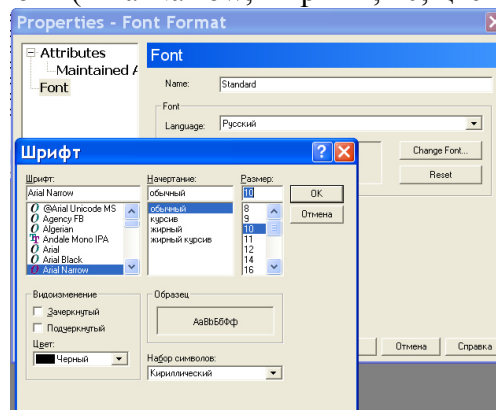 Properties - Font Format
Attributes
Maintained A
Font
Font
Name:
Standard
Font
Language:
Русский
Change Font...
Reset
Шрифт
Шрифт:
Начертание:
Размер:
Arial Narrow
обычный
10
OK
Отмена
@Arial Unicode MS
Agency FB
Algerian
Andale Mono IPA
Arial
Arial Black
Arial Narrow
обычный
курсив
жирный
жирный курсив
8
9
10
11
12
14
16
Видоизменение
Зачеркнутый
Подчеркнутый
Цвет:
Черный
Образец
АаВbБбФф
Набор символов:
Кириллический
Отмена
Справка